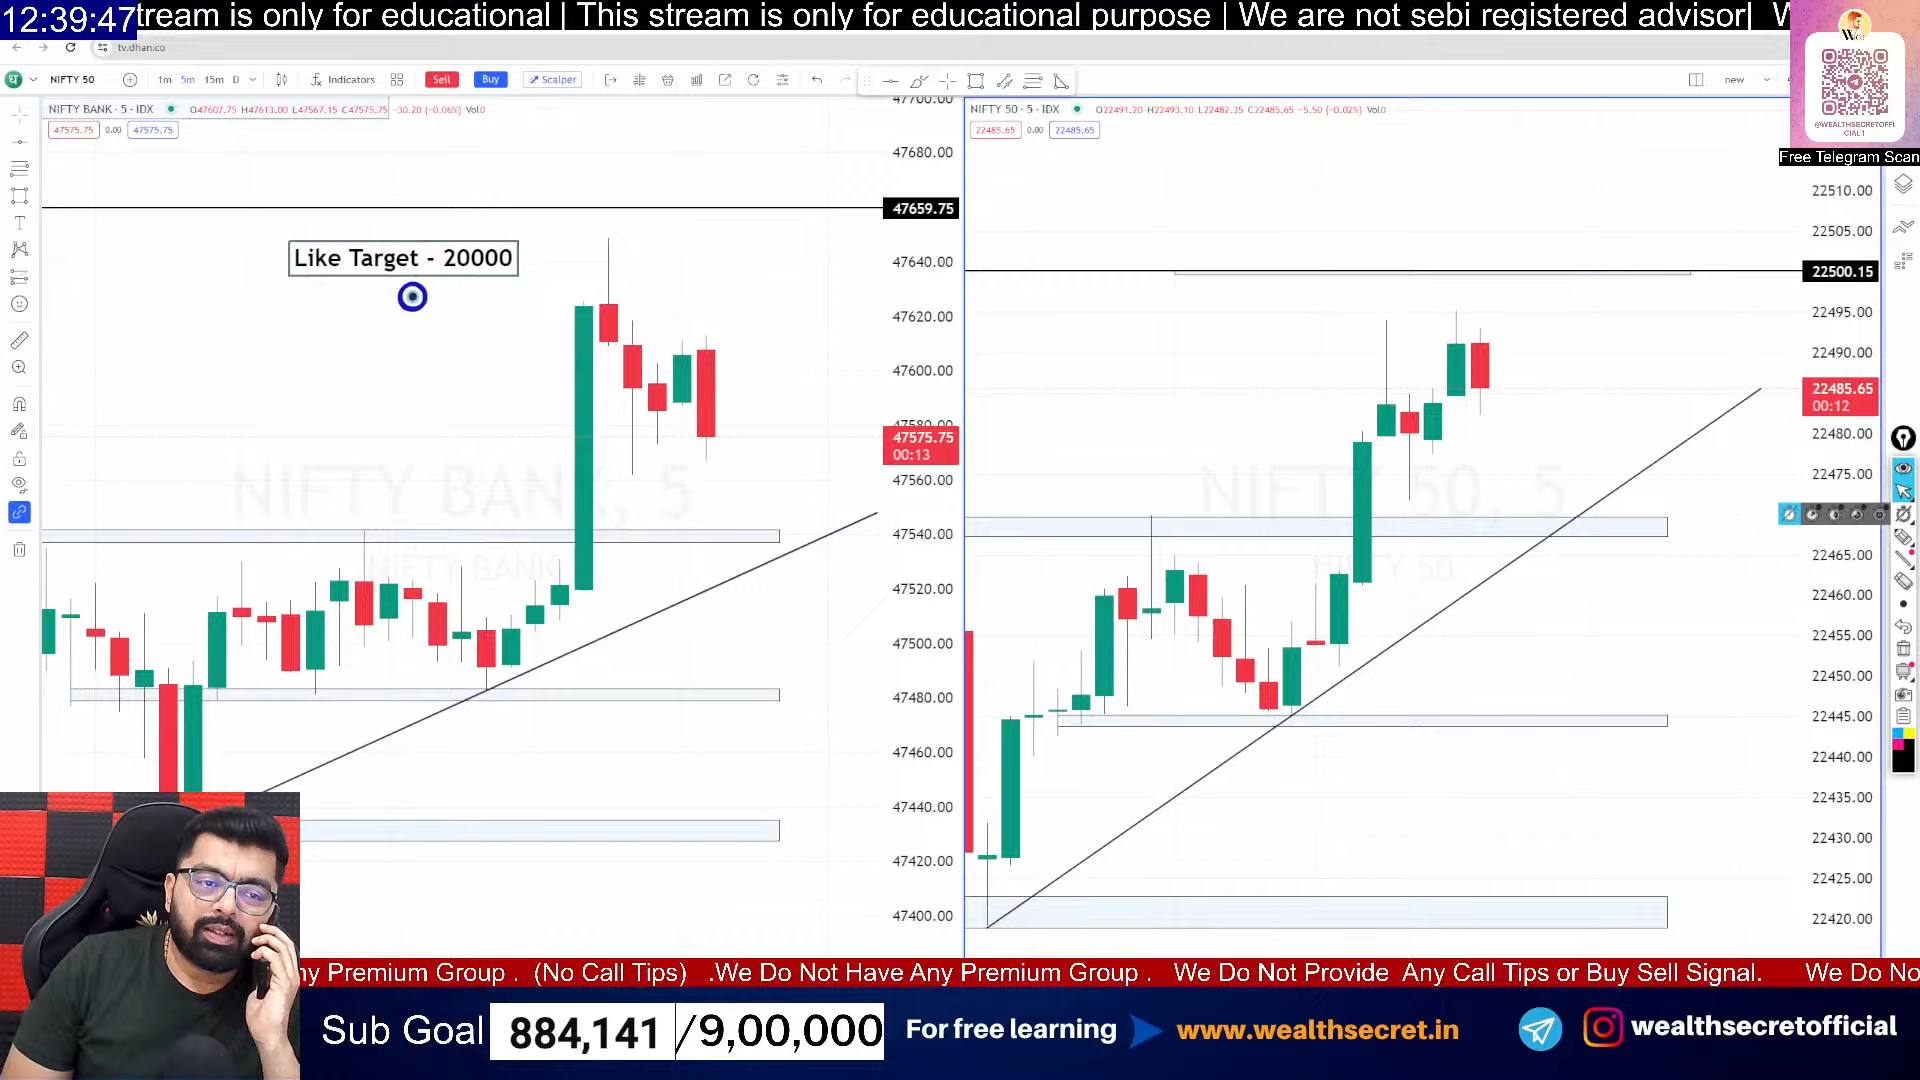 12:39:47
tream is only for educational | This stream is only for educational purpose | We are not sebi registered advisor|
tv.dhan.co
NIFTY 50 1m 5m 15m D Indicators Sell Buy Scalper new
NIFTY BANK · 5 · IDX O47607.75 H47613.00 L47567.15 C47575.75 -30.20 (-0.06%) Vol0
47575.75 0.00 47575.75
NIFTY 50 · 5 · IDX O22491.20 H22493.10 L22482.35 C22485.65 -5.50 (-0.02%) Vol0
22485.65 0.00 22485.65
@WEALTHSECRETOFFI
CIAL1
Free Telegram Scan
Like Target - 20000
NIFTY BANK, 5
NIFTY BANK
47700.00
47680.00
47659.75
47640.00
47620.00
47600.00
47580.00
47575.75
00:13
47560.00
47540.00
47520.00
47500.00
47480.00
47460.00
47440.00
47420.00
47400.00
NIFTY 50, 5
NIFTY 50
22510.00
22505.00
22500.15
22495.00
22490.00
22485.65
00:12
22480.00
22475.00
22465.00
22460.00
22455.00
22450.00
22445.00
22440.00
22435.00
22430.00
22425.00
22420.00
ny Premium Group . (No Call Tips) .We Do Not Have Any Premium Group . We Do Not Provide Any Call Tips or Buy Sell Signal. We Do No
Sub Goal 884,141 /9,00,000 For free learning www.wealthsecret.in wealthsecretofficial